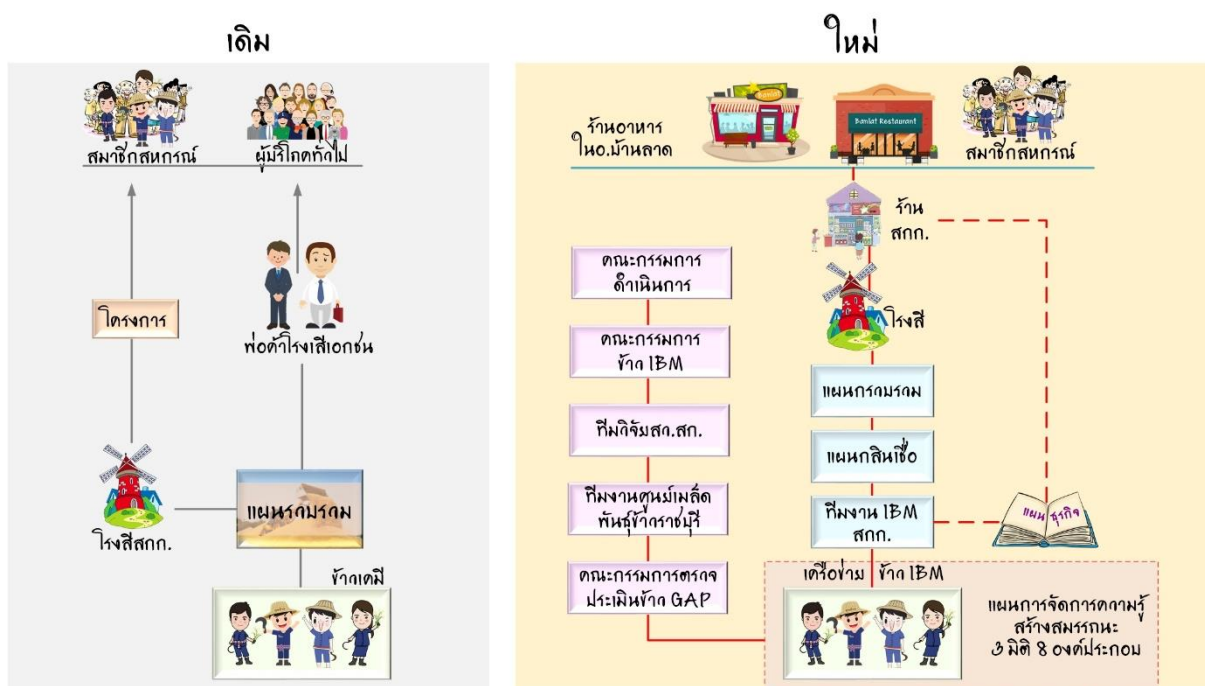 เดิม
สมาชิกสหกรณ์
ผู้บริโภคทั่วไป
โครงการ
พ่อค้าโรงสีเอกชน
โรงสีสกก.
แผนรวบรวม
ข้าวเคมี
ใหม่
ร้านอาหาร
ในอ.บ้านลาด
Banlat
Banlat Restaurant
สมาชิกสหกรณ์
ร้าน
สกก.
โรงสี
คณะกรรมการ
ดำเนินการ
คณะกรรมการ
ข้าว IBM
ทีมวิจัยสว.สก.
ทีมงานศูนย์เมล็ด
พันธุ์ข้าวราชบุรี
คณะกรรมการตรวจ
ประเมินข้าว GAP
แผนกรวบรวม
แผนกสินเชื่อ
ทีมงาน IBM
สกก.
แผน ธุรกิจ
เครือข่าย ข้าว IBM
แผนการจัดการความรู้
สร้างสมรรถนะ
3 มิติ 8 องค์ประกอบ